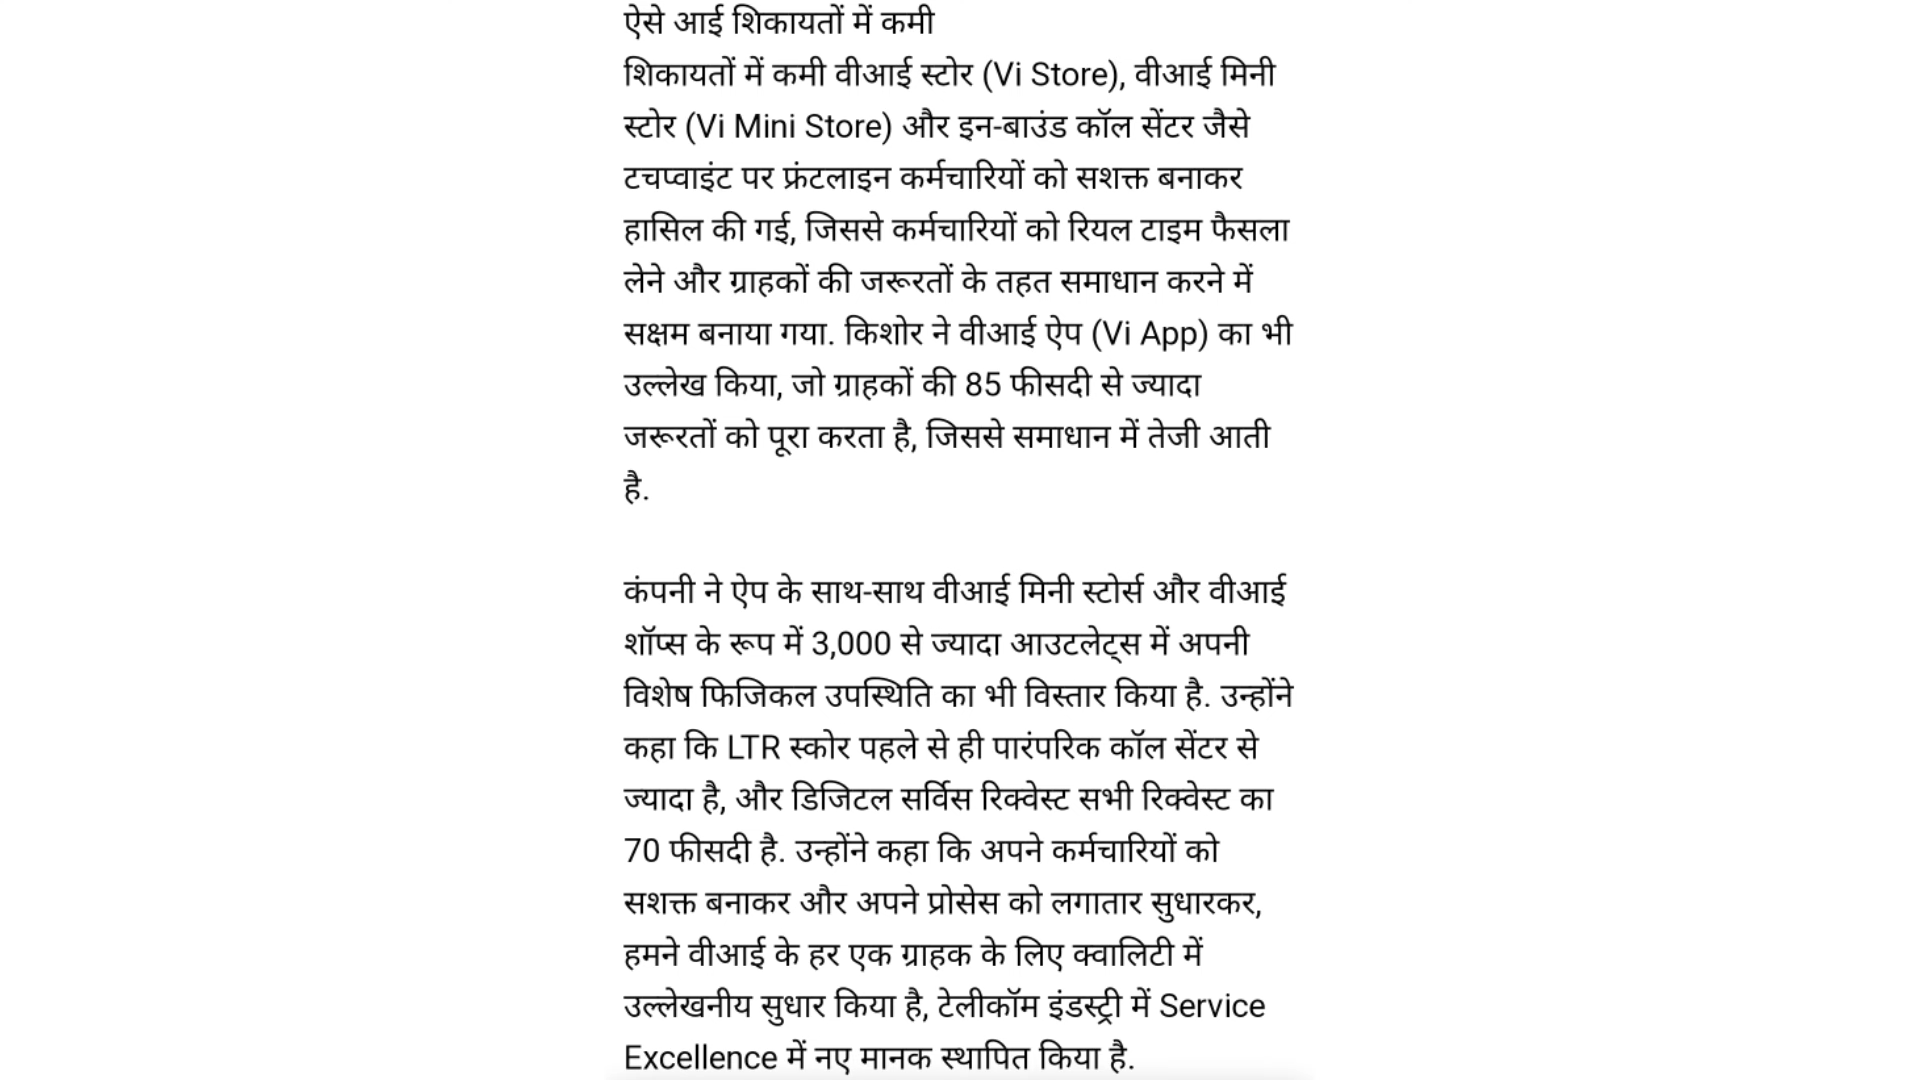 ऐसे आई शिकायतों में कमी
शिकायतों में कमी वीआई स्टोर (Vi Store), वीआई मिनी
स्टोर (Vi Mini Store) और इन-बाउंड कॉल सेंटर जैसे
टचप्वाइंट पर फ्रंटलाइन कर्मचारियों को सशक्त बनाकर
हासिल की गई, जिससे कर्मचारियों को रियल टाइम फैसला
लेने और ग्राहकों की जरूरतों के तहत समाधान करने में
सक्षम बनाया गया. किशोर ने वीआई ऐप (Vi App) का भी
उल्लेख किया, जो ग्राहकों की 85 फीसदी से ज्यादा
जरूरतों को पूरा करता है, जिससे समाधान में तेजी आती
है.
कंपनी ने ऐप के साथ-साथ वीआई मिनी स्टोर्स और वीआई
शॉप्स के रूप में 3,000 से ज्यादा आउटलेट्स में अपनी
विशेष फिजिकल उपस्थिति का भी विस्तार किया है. उन्होंने
कहा कि LTR स्कोर पहले से ही पारंपरिक कॉल सेंटर से
ज्यादा है, और डिजिटल सर्विस रिक्वेस्ट सभी रिक्वेस्ट का
70 फीसदी है. उन्होंने कहा कि अपने कर्मचारियों को
सशक्त बनाकर और अपने प्रोसेस को लगातार सुधारकर,
हमने वीआई के हर एक ग्राहक के लिए क्वालिटी में
उल्लेखनीय सुधार किया है, टेलीकॉम इंडस्ट्री में Service
Excellence में नए मानक स्थापित किया है.